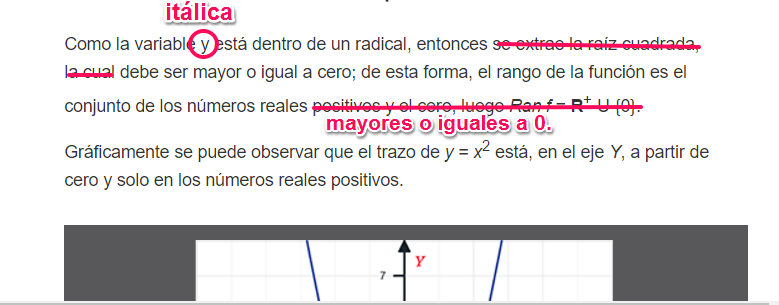 itálica
Como la variable y está dentro de un radical, entonces se extrae la raíz cuadrada,
la cual debe ser mayor o igual a cero; de esta forma, el rango de la función es el
conjunto de los números reales positivos y el cero, luego Ran f = R⁺ U {0}.
mayores o iguales a 0.
Gráficamente se puede observar que el trazo de y = x² está, en el eje Y, a partir de
cero y solo en los números reales positivos.
Y
7